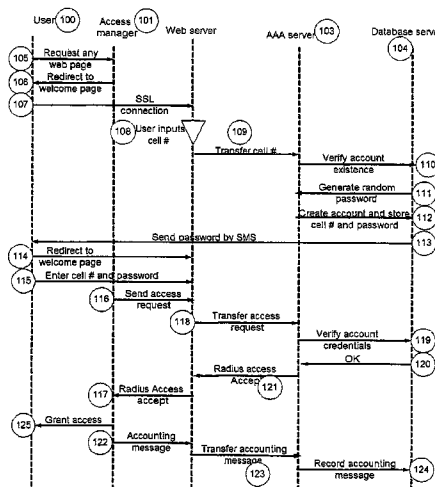 User 100
Access
manager 101
Web server
AAA server 103
Database serv
104
105 Request any
web page
106 Redirect to
welcome page
107 SSL
connection
108 User inputs
cell #
109
Transfer cell #
Verify account
existence 110
Generate random
password 111
Create account and store
cell # and password 112
Send password by SMS 113
114 Redirect to
welcome page
115 Enter cell # and password
116 Send access
request
118 Transfer access
request
Verify account
credentials 119
OK 120
Radius access
Accept 121
117 Radius Access
accept
125 Grant access
122 Accounting
message
Transfer accounting
message 123
Record accounting
message 124